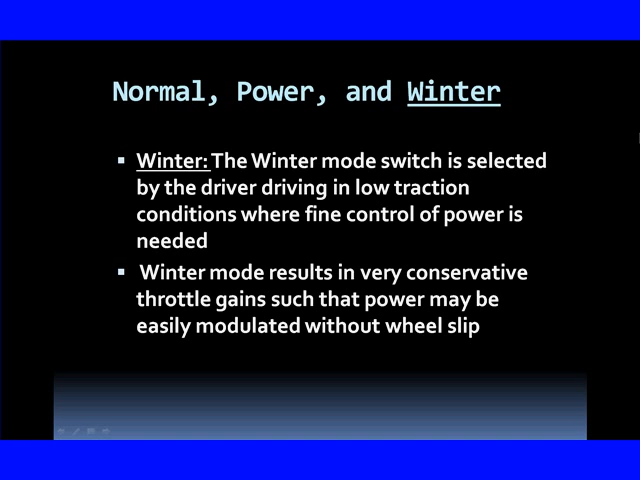 Normal, Power, and Winter
Winter: The Winter mode switch is selected
by the driver driving in low traction
conditions where fine control of power is
needed
Winter mode results in very conservative
throttle gains such that power may be
easily modulated without wheel slip